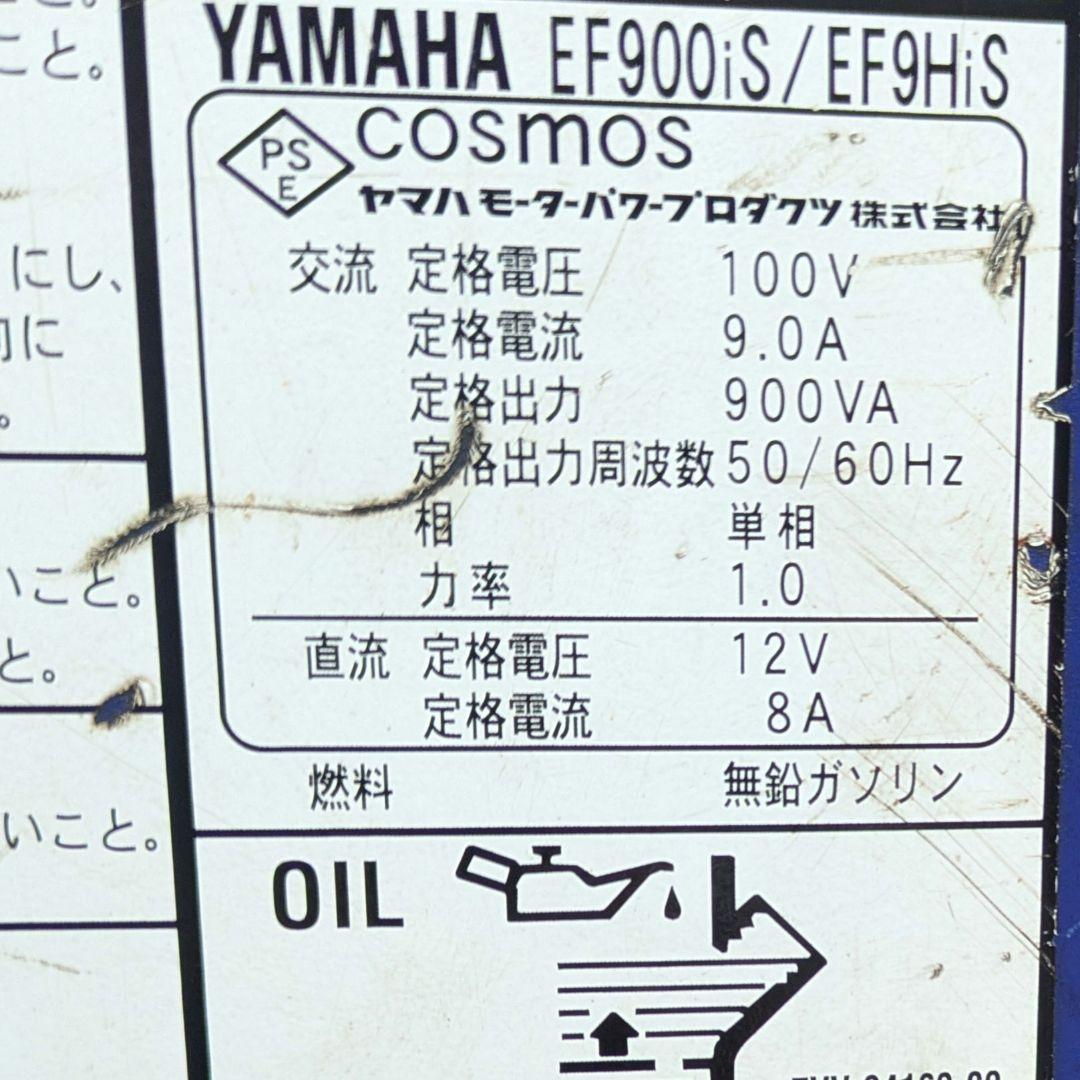 こと。
にし、
に
いこと。
と。
いこと。
YAMAHA EF900iS/EF9HiS
PS
E
cosmos
ヤマハモーターパワープロダクツ株式会社
交流 定格電圧 100V
定格電流 9.0A
定格出力 900VA
定格出力周波数 50/60Hz
相 単相
力率 1.0
直流 定格電圧 12V
定格電流 8A
燃料 無鉛ガソリン
OIL